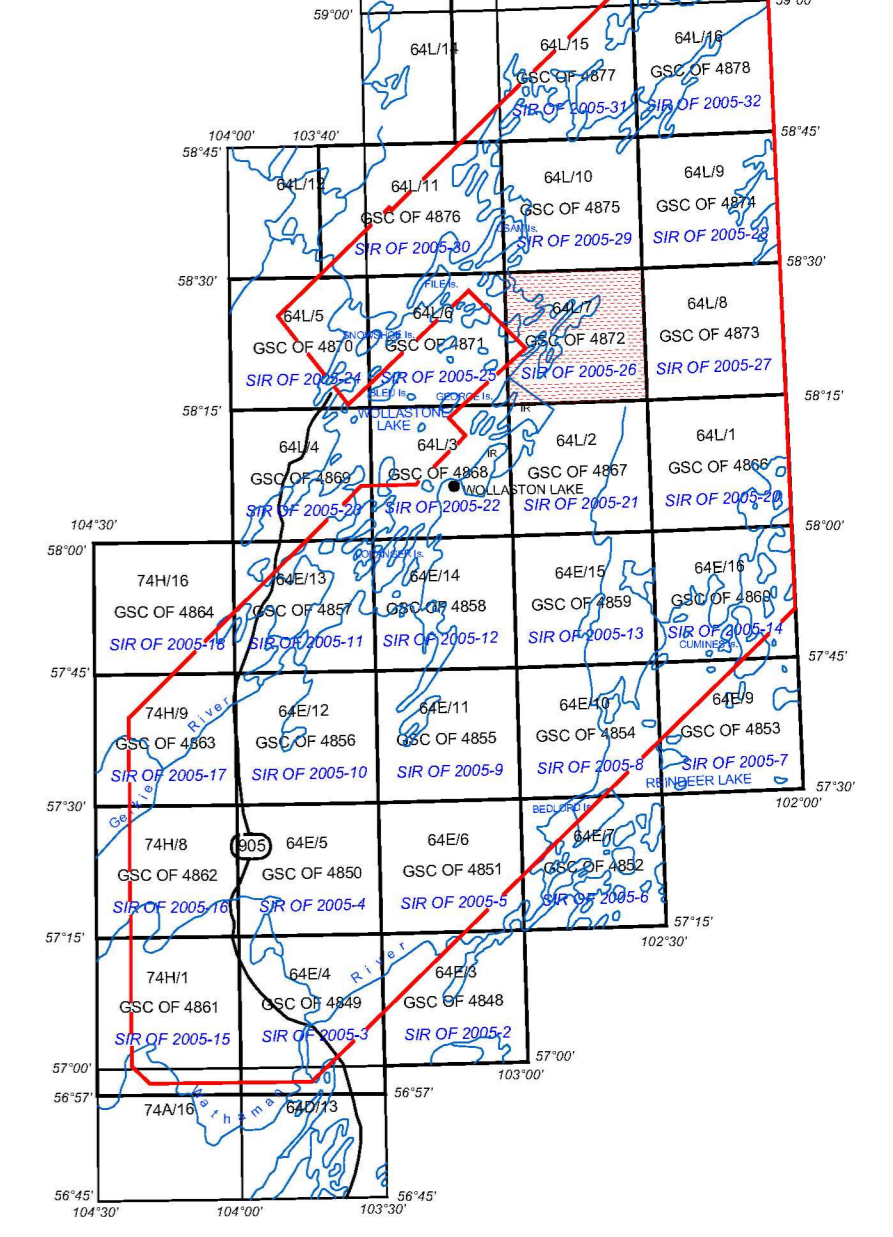 59°00'
59°00'
64L/14
64L/15
GSC OF 4877
SIR OF 2005-31
64L/16
GSC OF 4878
SIR OF 2005-32
104°00'
103°40'
58°45'
58°45'
64L/12
64L/11
GSC OF 4876
SIR OF 2005-30
64L/10
GSC OF 4875
USAM Is.
SIR OF 2005-29
64L/9
GSC OF 4874
SIR OF 2005-28
58°30'
58°30'
FILE Is.
64L/5
GSC OF 4870
SIR OF 2005-24
SNOWSHOE Is.
64L/6
GSC OF 4871
SIR OF 2005-25
64L/7
GSC OF 4872
SIR OF 2005-26
64L/8
GSC OF 4873
SIR OF 2005-27
BLEU Is.
GEORGE Is.
58°15'
58°15'
WOLLASTON
LAKE
IR
64L/4
GSC OF 4869
SIR OF 2005-23
64L/3
IR
GSC OF 4868
SIR OF 2005-22
WOLLASTON LAKE
64L/2
GSC OF 4867
SIR OF 2005-21
64L/1
GSC OF 4866
SIR OF 2005-20
104°30'
58°00'
58°00'
74H/16
GSC OF 4864
SIR OF 2005-18
64E/13
GSC OF 4857
SIR OF 2005-11
64E/14
GSC OF 4858
SIR OF 2005-12
64E/15
GSC OF 4859
SIR OF 2005-13
64E/16
GSC OF 4860
SIR OF 2005-14
CUMINES Is.
57°45'
57°45'
74H/9
GSC OF 4863
SIR OF 2005-17
River
Geikie
64E/12
GSC OF 4856
SIR OF 2005-10
64E/11
GSC OF 4855
SIR OF 2005-9
64E/10
GSC OF 4854
SIR OF 2005-8
64E/9
GSC OF 4853
SIR OF 2005-7
REINDEER LAKE
57°30'
57°30'
102°00'
BEDLORD Is.
74H/8
GSC OF 4862
SIR OF 2005-16
905
64E/5
GSC OF 4850
SIR OF 2005-4
64E/6
GSC OF 4851
SIR OF 2005-5
64E/7
GSC OF 4852
SIR OF 2005-6
57°15'
57°15'
102°30'
74H/1
GSC OF 4861
SIR OF 2005-15
64E/4
GSC OF 4849
SIR OF 2005-3
River
64E/3
GSC OF 4848
SIR OF 2005-2
57°00'
57°00'
103°00'
56°57'
56°57'
Wathaman
74A/16
64D/13
56°45'
56°45'
104°30'
104°00'
103°30'